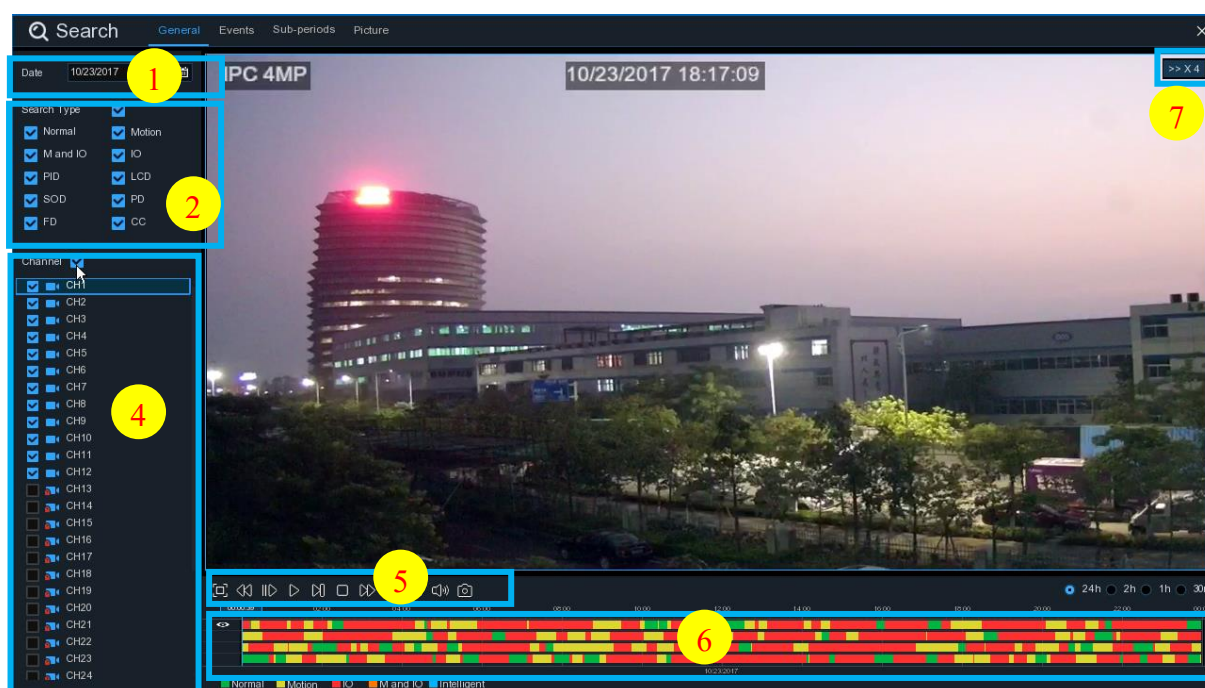 Search General Events Sub-periods Picture
Date 10/23/2017
1
IPC 4MP
10/23/2017 18:17:09
>> X 4
7
Search Type
Normal Motion
M and IO IO
PID LCD
SOD PD
FD CC
2
Channel
CH1
CH2
CH3
CH4
CH5
CH6
CH7
CH8
CH9
CH10
CH11
CH12
CH13
CH14
CH15
CH16
CH17
CH18
CH19
CH20
CH21
CH22
CH23
CH24
4
5
24h 2h 1h 30m
02:00 04:00 06:00 08:00 10:00 12:00 14:00 16:00 18:00 20:00 22:00
6
10/23/2017
Normal Motion IO M and IO Intelligent